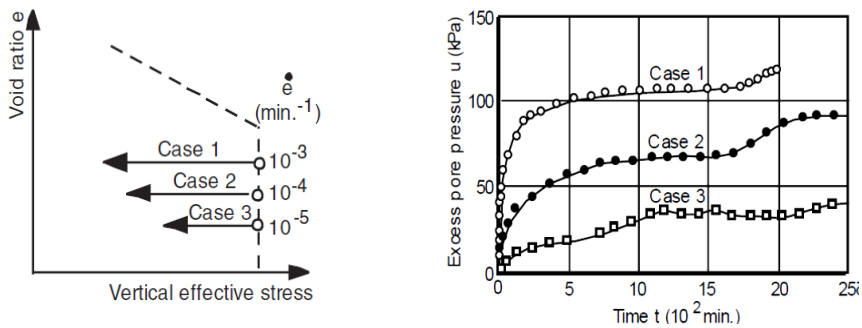 Void ratio e
ė
(min.⁻¹)
Case 1
10⁻³
Case 2
10⁻⁴
Case 3
10⁻⁵
Vertical effective stress
Excess pore pressure u (kPa)
150
100
50
0
Case 1
Case 2
Case 3
0 5 10 15 20 258
Time t (10² min.)